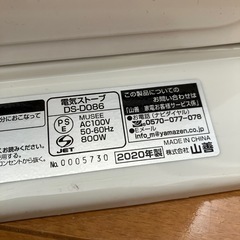 電気ストーブ
DS-D086
MUSEE
AC100V
50-60Hz
800W
PS
E
JET
No.0005730
2020年製
この製品についての
お問い合わせは
「山善 家電お客様サービス係」
●お電話(ナビダイヤル)
0570-077-078
●Eメール
info_m@yamazen.co.jp
MADE IN CHINA
株式会社 山善